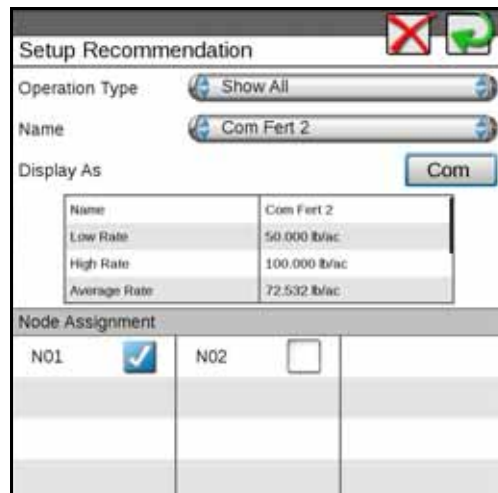 Setup Recommendation
Operation Type Show All
Name Com Fert 2
Display As Com
Name Com Fert 2
Low Rate 50.000 lb/ac
High Rate 100.000 lb/ac
Average Rate 72.532 lb/ac
Node Assignment
N01 N02